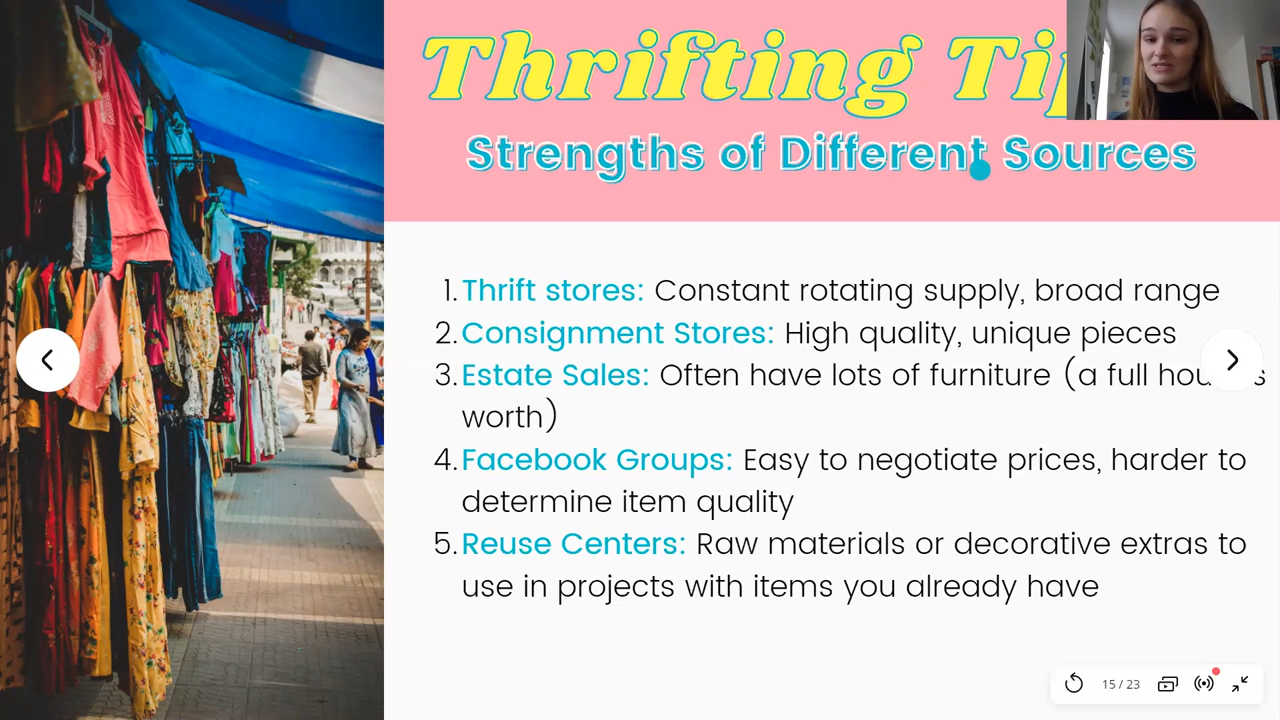 Thrifting
Strengths of Different Sources
1. Thrift stores: Constant rotating supply, broad range
2. Consignment Stores: High quality, unique pieces
3. Estate Sales: Often have lots of furniture (a full
worth)
4. Facebook Groups: Easy to negotiate prices, harder to
determine item quality
5. Reuse Centers: Raw materials or decorative extras to
use in projects with items you already have
15 / 23